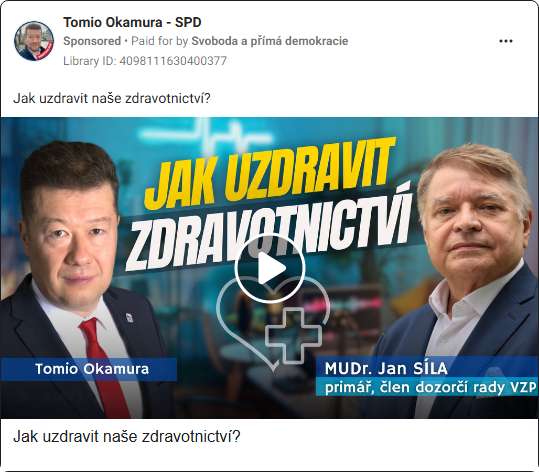 Tomio Okamura - SPD
Sponsored • Paid for by Svoboda a přímá demokracie
Library ID: 4098111630400377
Jak uzdravit naše zdravotnictví?
JAK UZDRAVIT
ZDRAVOTNICTVÍ
Tomio Okamura
MUDr. Jan SÍLA
primář, člen dozorčí rady VZP
Jak uzdravit naše zdravotnictví?